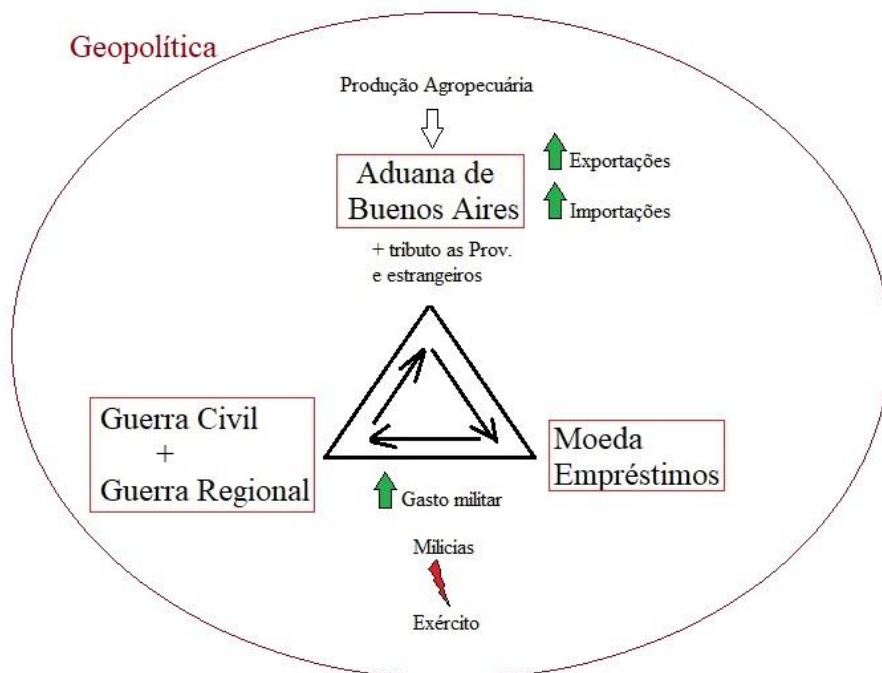 Geopolítica
Produção Agropecuária
Aduana de
Buenos Aires
Exportações
Importações
+ tributo as Prov.
e estrangeiros
Guerra Civil
+
Guerra Regional
Moeda
Empréstimos
Gasto militar
Milicias
Exército